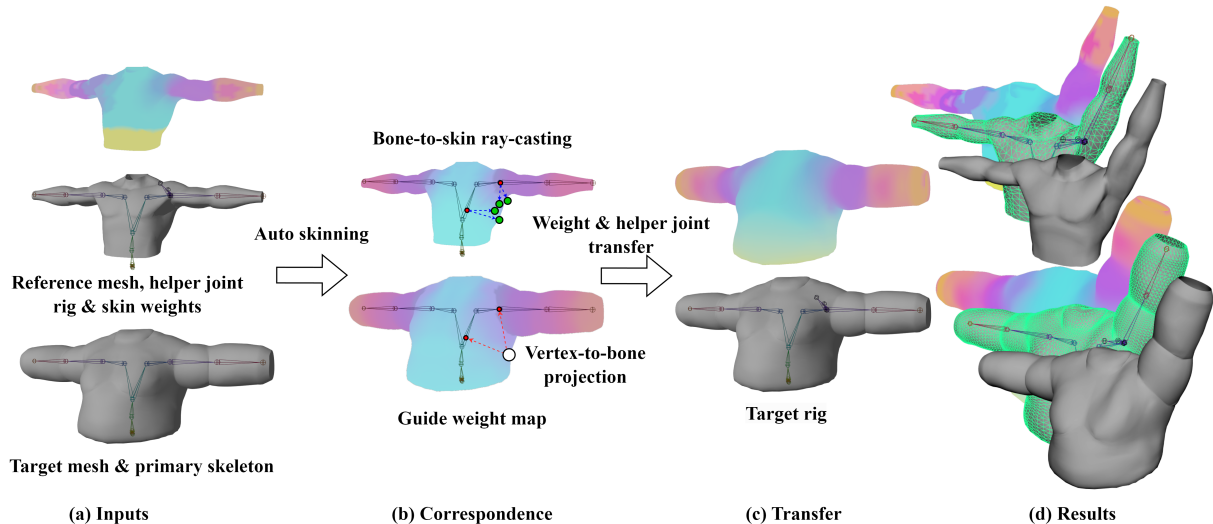 Bone-to-skin ray-casting
Auto skinning
Weight & helper joint
transfer
Reference mesh, helper joint
rig & skin weights
Vertex-to-bone
projection
Guide weight map
Target rig
Target mesh & primary skeleton
(a) Inputs
(b) Correspondence
(c) Transfer
(d) Results